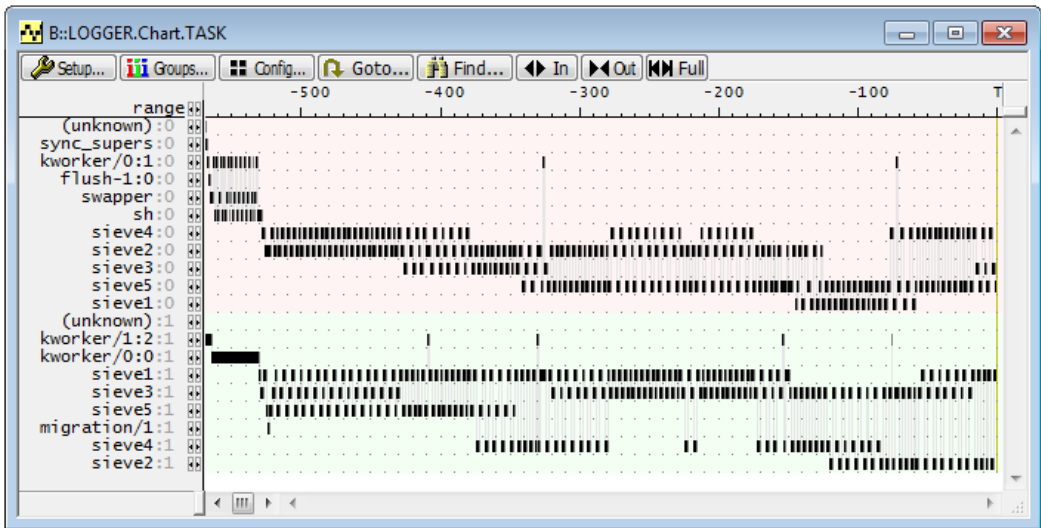 B::LOGGER.Chart.TASK
Setup... Groups... Config... Goto... Find... In Out Full
-500 -400 -300 -200 -100 T
range
(unknown):0
sync_supers:0
kworker/0:1:0
flush-1:0:0
swapper:0
sh:0
sieve4:0
sieve2:0
sieve3:0
sieve5:0
sieve1:0
(unknown):1
kworker/1:2:1
kworker/0:0:1
sieve1:1
sieve3:1
sieve5:1
migration/1:1
sieve4:1
sieve2:1